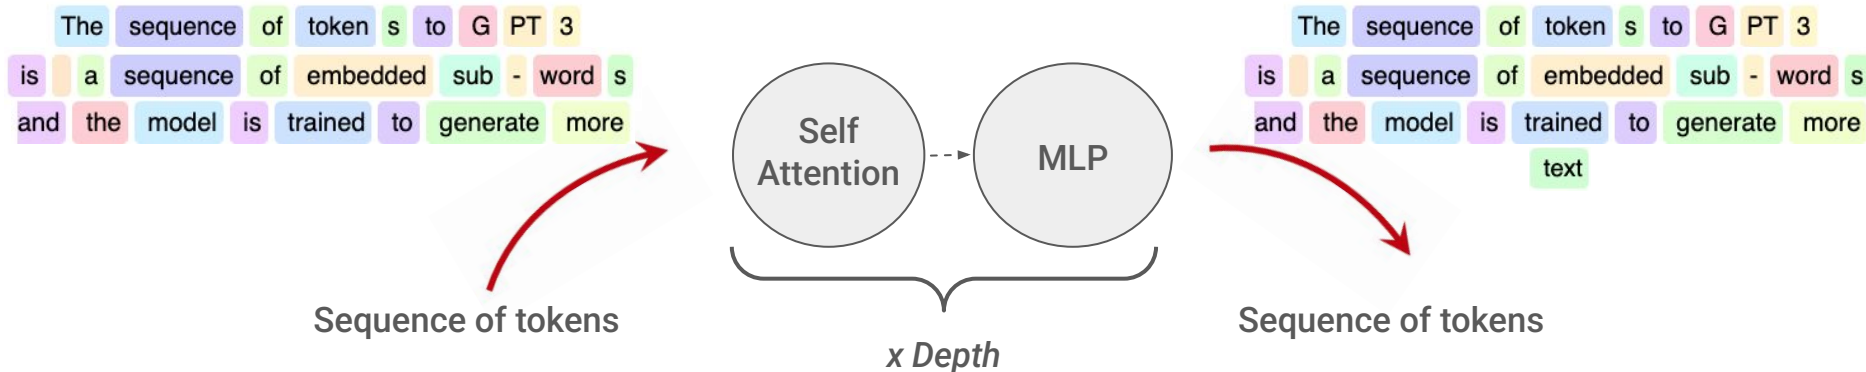 The sequence of token s to G PT 3
is a sequence of embedded sub - word s
and the model is trained to generate more
Sequence of tokens
Self
Attention
MLP
x Depth
The sequence of token s to G PT 3
is a sequence of embedded sub - word s
and the model is trained to generate more
text
Sequence of tokens